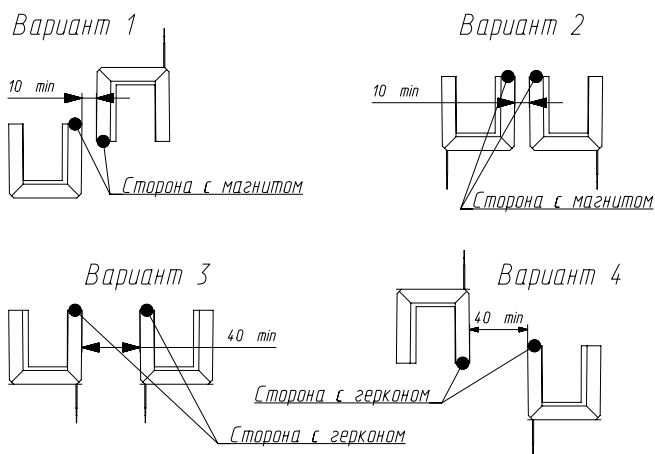 Вариант 1
Вариант 2
10 min
10 min
Сторона с магнитом
Сторона с магнитом
Вариант 3
Вариант 4
40 min
40 min
Сторона с герконом
Сторона с герконом